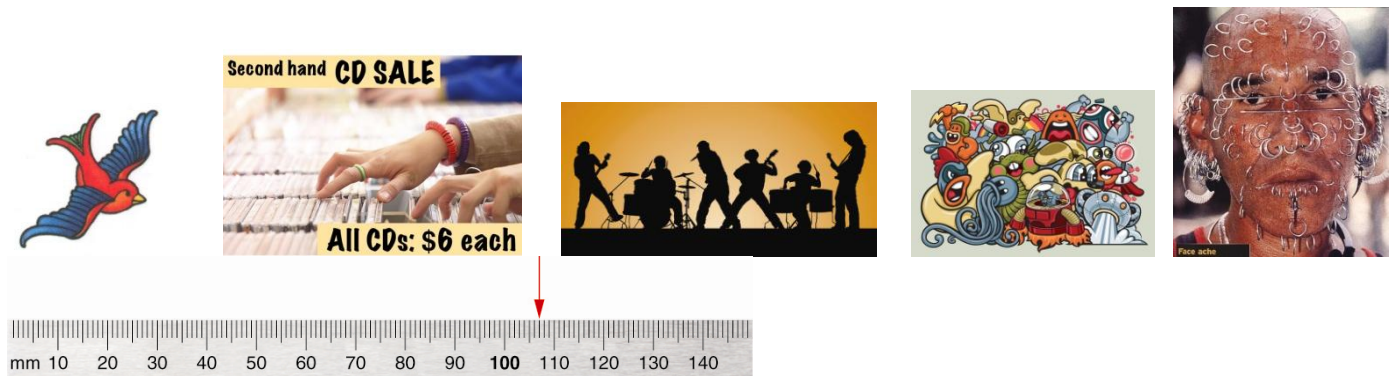 Second hand CD SALE
All CDs: $6 each
Face ache
mm 10 20 30 40 50 60 70 80 90 100 110 120 130 140